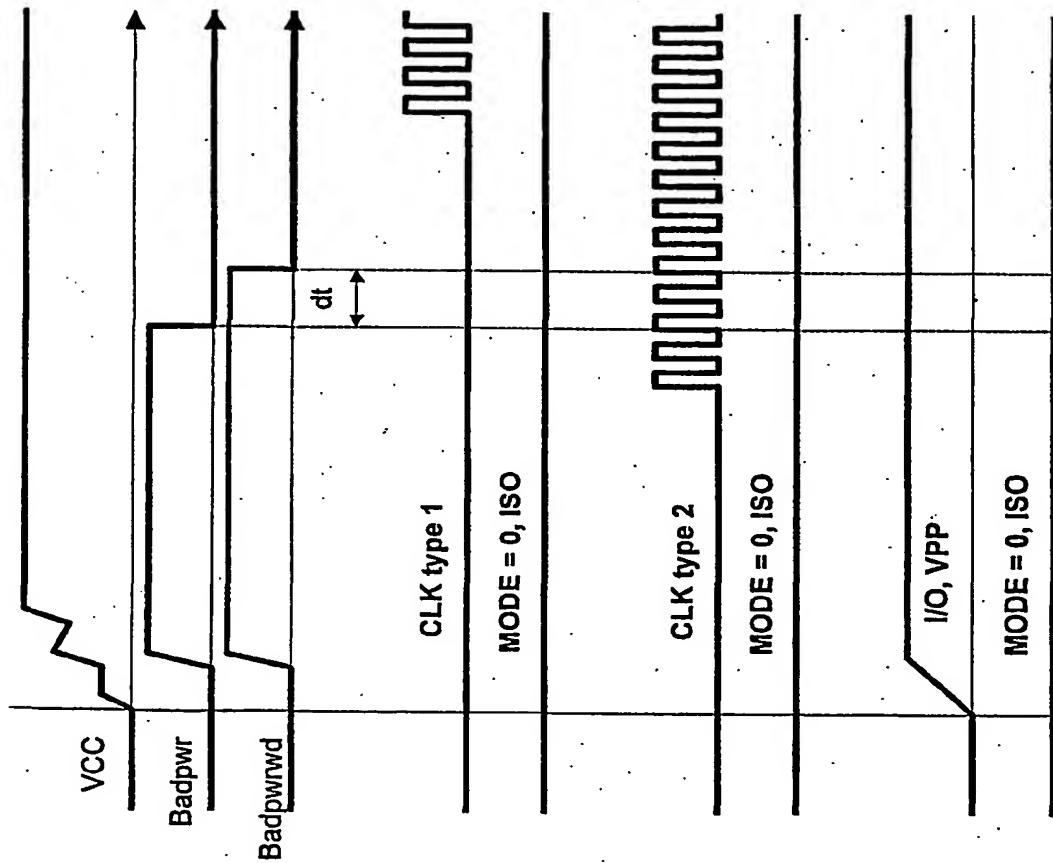 VCC
Badpwr
Badpwrwd
dt
CLK type 1
MODE = 0, ISO
CLK type 2
MODE = 0, ISO
I/O, VPP
MODE = 0, ISO